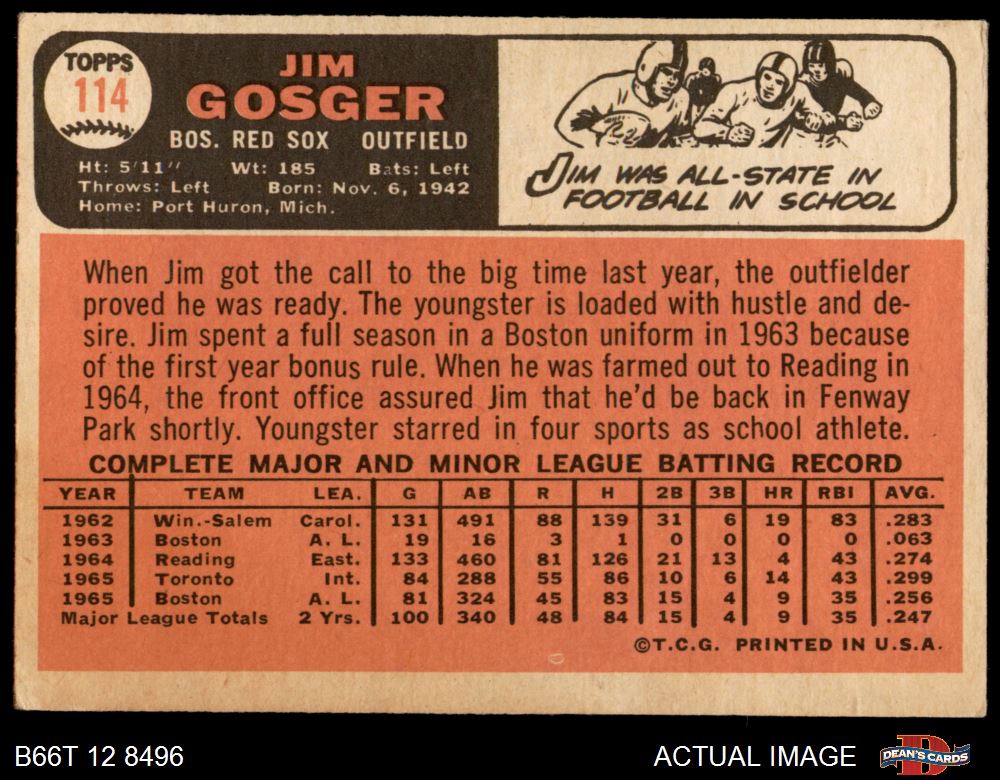 TOPPS
114
JIM
GOSGER
BOS. RED SOX OUTFIELD
Ht: 5'11" Wt: 185 Bats: Left
Throws: Left Born: Nov. 6, 1942
Home: Port Huron, Mich.
JIM WAS ALL-STATE IN
FOOTBALL IN SCHOOL
When Jim got the call to the big time last year, the outfielder
proved he was ready. The youngster is loaded with hustle and de-
sire. Jim spent a full season in a Boston uniform in 1963 because
of the first year bonus rule. When he was farmed out to Reading in
1964, the front office assured Jim that he'd be back in Fenway
Park shortly. Youngster starred in four sports as school athlete.
COMPLETE MAJOR AND MINOR LEAGUE BATTING RECORD
YEAR TEAM LEA. G AB R H 2B 3B HR RBI AVG.
1962 Win.-Salem Carol. 131 491 88 139 31 6 19 83 .283
1963 Boston A. L. 19 16 3 1 0 0 0 0 .063
1964 Reading East. 133 460 81 126 21 13 4 43 .274
1965 Toronto Int. 84 288 55 86 10 6 14 43 .299
1965 Boston A. L. 81 324 45 83 15 4 9 35 .256
Major League Totals 2 Yrs. 100 340 48 84 15 4 9 35 .247
©T.C.G. PRINTED IN U.S.A.
B66T 12 8496
ACTUAL IMAGE
DEAN'S CARDS